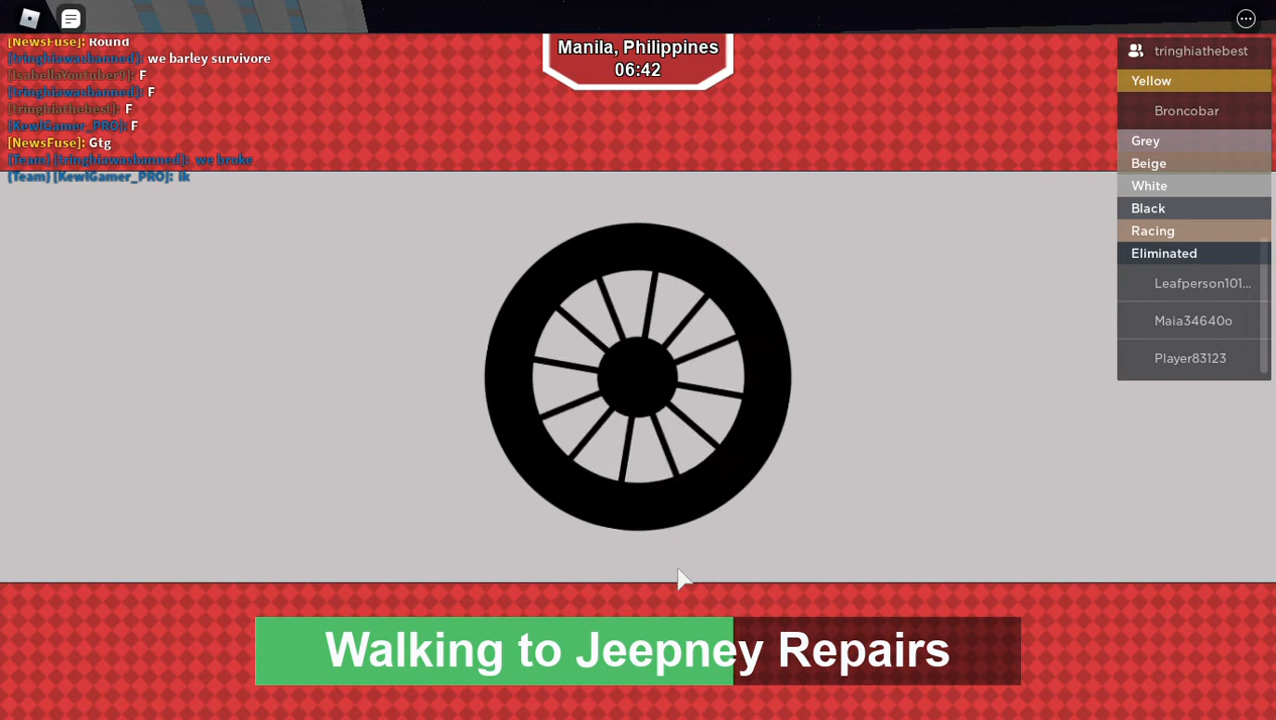 [NewsFuse]: Round
[tringhiawasbanned]: we barley survivore
[IsabellaYoutuber9]: F
[tringhiawasbanned]: F
[tringhiathebest]: F
[KewlGamer_PRO]: F
[NewsFuse]: Gtg
{Team} [tringhiawasbanned]: we broke
{Team} [KewlGamer_PRO]: ik
Manila, Philippines
06:42
tringhiathebest
Yellow
Broncobar
Grey
Beige
White
Black
Racing
Eliminated
Leafperson101...
Maia34640o
Player83123
Walking to Jeepney Repairs